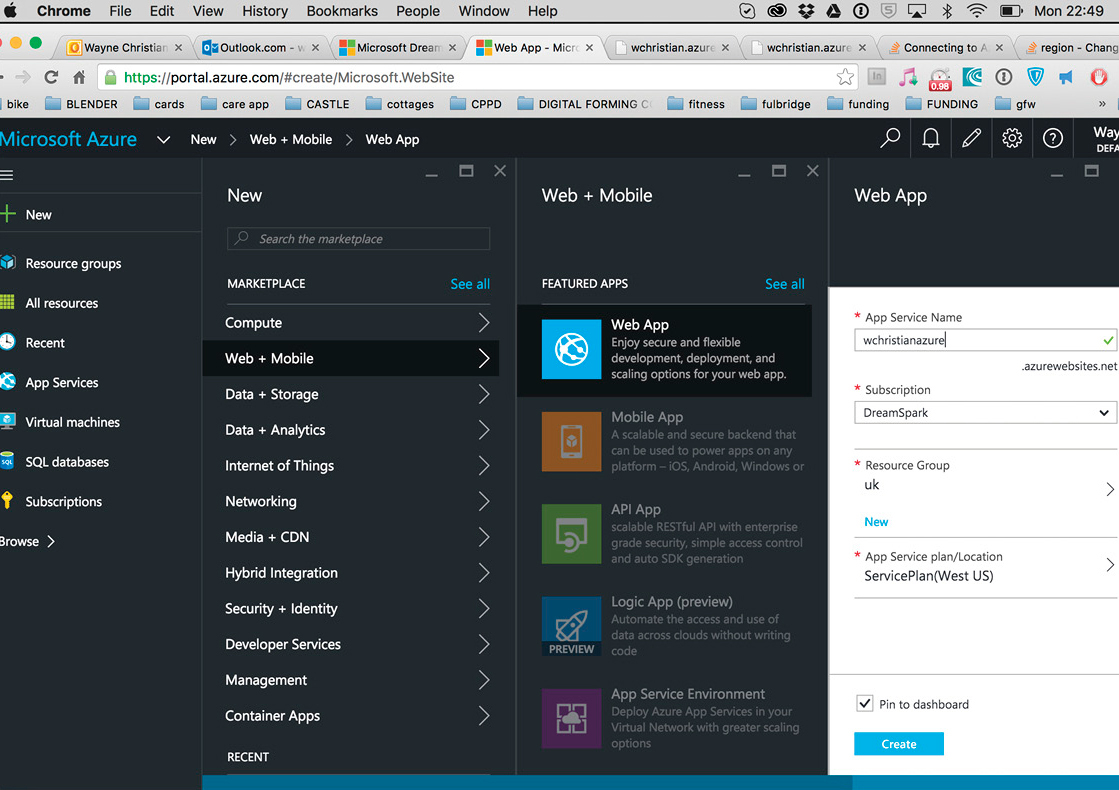 Chrome File Edit View History Bookmarks People Window Help Mon 22:49
Wayne Christian Outlook.com - w Microsoft Dream Web App - Micro wchristian.azure wchristian.azure Connecting to A region - Chang
https://portal.azure.com/#create/Microsoft.WebSite
0.98
bike BLENDER cards care app CASTLE cottages CPPD DIGITAL FORMING CO fitness fulbridge funding FUNDING gfw »
Microsoft Azure New > Web + Mobile > Web App
Way
DEFA
New
Resource groups
All resources
Recent
App Services
Virtual machines
SQL databases
Subscriptions
Browse >
New
Search the marketplace
MARKETPLACE See all
Compute
Web + Mobile
Data + Storage
Data + Analytics
Internet of Things
Networking
Media + CDN
Hybrid Integration
Security + Identity
Developer Services
Management
Container Apps
RECENT
Web + Mobile
FEATURED APPS See all
Web App
Enjoy secure and flexible
development, deployment, and
scaling options for your web app.
Mobile App
A scalable and secure backend that
can be used to power apps on any
platform – iOS, Android, Windows or
API App
scalable RESTful API with enterprise
grade security, simple access control
and auto SDK generation
Logic App (preview)
Automate the access and use of
data across clouds without writing
code
PREVIEW
App Service Environment
Deploy Azure App Services in your
Virtual Network with greater scaling
options
Web App
* App Service Name
wchristianazure
.azurewebsites.net
* Subscription
DreamSpark
* Resource Group
uk
New
* App Service plan/Location
ServicePlan(West US)
Pin to dashboard
Create